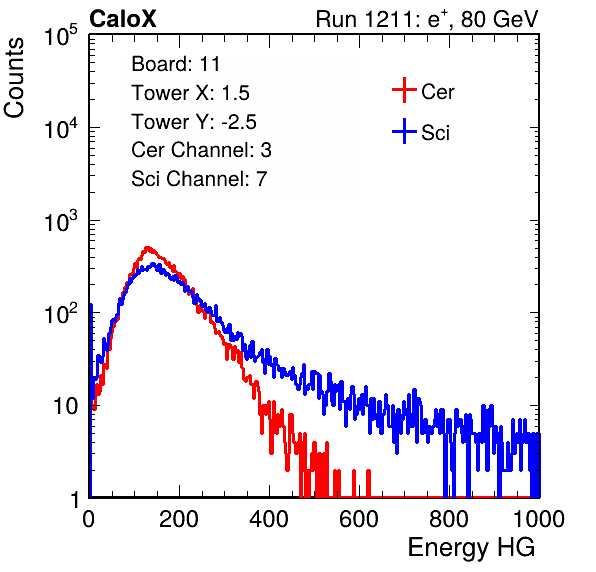 CaloX Run 1211: e⁺, 80 GeV
Counts
10⁵
10⁴
10³
10²
10
1
Board: 11
Tower X: 1.5
Tower Y: -2.5
Cer Channel: 3
Sci Channel: 7
Cer
Sci
0 200 400 600 800 1000
Energy HG